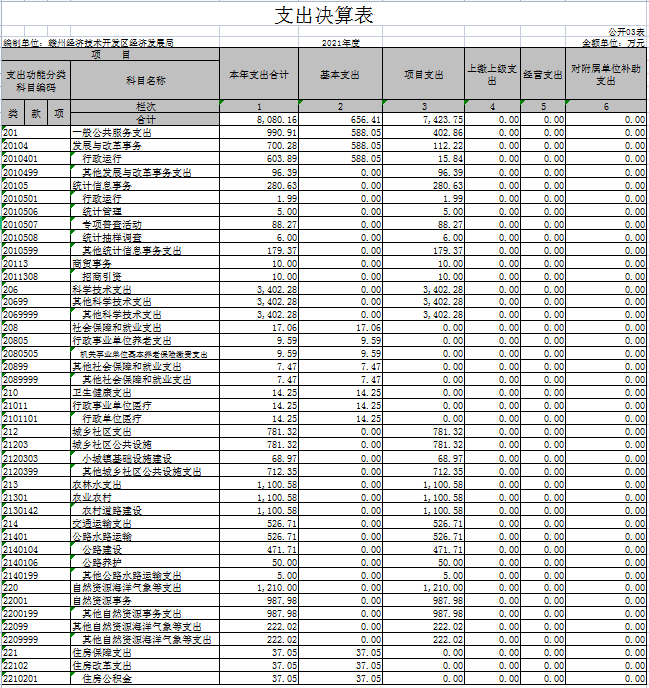 支出决算表
公开03表
编制单位：赣州经济技术开发区经济发展局 2021年度 金额单位：万元
项 目 本年支出合计 基本支出 项目支出 上缴上级支出 经营支出 对附属单位补助支出
支出功能分类科目编码 科目名称
类 款 项 栏次 1 2 3 4 5 6
合计 8,080.16 656.41 7,423.75 0.00 0.00 0.00
201 一般公共服务支出 990.91 588.05 402.86 0.00 0.00 0.00
20104 发展与改革事务 700.28 588.05 112.22 0.00 0.00 0.00
2010401 行政运行 603.89 588.05 15.84 0.00 0.00 0.00
2010499 其他发展与改革事务支出 96.39 0.00 96.39 0.00 0.00 0.00
20105 统计信息事务 280.63 0.00 280.63 0.00 0.00 0.00
2010501 行政运行 1.99 0.00 1.99 0.00 0.00 0.00
2010506 统计管理 5.00 0.00 5.00 0.00 0.00 0.00
2010507 专项普查活动 88.27 0.00 88.27 0.00 0.00 0.00
2010508 统计抽样调查 6.00 0.00 6.00 0.00 0.00 0.00
2010599 其他统计信息事务支出 179.37 0.00 179.37 0.00 0.00 0.00
20113 商贸事务 10.00 0.00 10.00 0.00 0.00 0.00
2011308 招商引资 10.00 0.00 10.00 0.00 0.00 0.00
206 科学技术支出 3,402.28 0.00 3,402.28 0.00 0.00 0.00
20699 其他科学技术支出 3,402.28 0.00 3,402.28 0.00 0.00 0.00
2069999 其他科学技术支出 3,402.28 0.00 3,402.28 0.00 0.00 0.00
208 社会保障和就业支出 17.06 17.06 0.00 0.00 0.00 0.00
20805 行政事业单位养老支出 9.59 9.59 0.00 0.00 0.00 0.00
2080505 机关事业单位基本养老保险缴费支出 9.59 9.59 0.00 0.00 0.00 0.00
20899 其他社会保障和就业支出 7.47 7.47 0.00 0.00 0.00 0.00
2089999 其他社会保障和就业支出 7.47 7.47 0.00 0.00 0.00 0.00
210 卫生健康支出 14.25 14.25 0.00 0.00 0.00 0.00
21011 行政事业单位医疗 14.25 14.25 0.00 0.00 0.00 0.00
2101101 行政单位医疗 14.25 14.25 0.00 0.00 0.00 0.00
212 城乡社区支出 781.32 0.00 781.32 0.00 0.00 0.00
21203 城乡社区公共设施 781.32 0.00 781.32 0.00 0.00 0.00
2120303 小城镇基础设施建设 68.97 0.00 68.97 0.00 0.00 0.00
2120399 其他城乡社区公共设施支出 712.35 0.00 712.35 0.00 0.00 0.00
213 农林水支出 1,100.58 0.00 1,100.58 0.00 0.00 0.00
21301 农业农村 1,100.58 0.00 1,100.58 0.00 0.00 0.00
2130142 农村道路建设 1,100.58 0.00 1,100.58 0.00 0.00 0.00
214 交通运输支出 526.71 0.00 526.71 0.00 0.00 0.00
21401 公路水路运输 526.71 0.00 526.71 0.00 0.00 0.00
2140104 公路建设 471.71 0.00 471.71 0.00 0.00 0.00
2140106 公路养护 50.00 0.00 50.00 0.00 0.00 0.00
2140199 其他公路水路运输支出 5.00 0.00 5.00 0.00 0.00 0.00
220 自然资源海洋气象等支出 1,210.00 0.00 1,210.00 0.00 0.00 0.00
22001 自然资源事务 987.98 0.00 987.98 0.00 0.00 0.00
2200199 其他自然资源事务支出 987.98 0.00 987.98 0.00 0.00 0.00
22099 其他自然资源海洋气象等支出 222.02 0.00 222.02 0.00 0.00 0.00
2209999 其他自然资源海洋气象等支出 222.02 0.00 222.02 0.00 0.00 0.00
221 住房保障支出 37.05 37.05 0.00 0.00 0.00 0.00
22102 住房改革支出 37.05 37.05 0.00 0.00 0.00 0.00
2210201 住房公积金 37.05 37.05 0.00 0.00 0.00 0.00